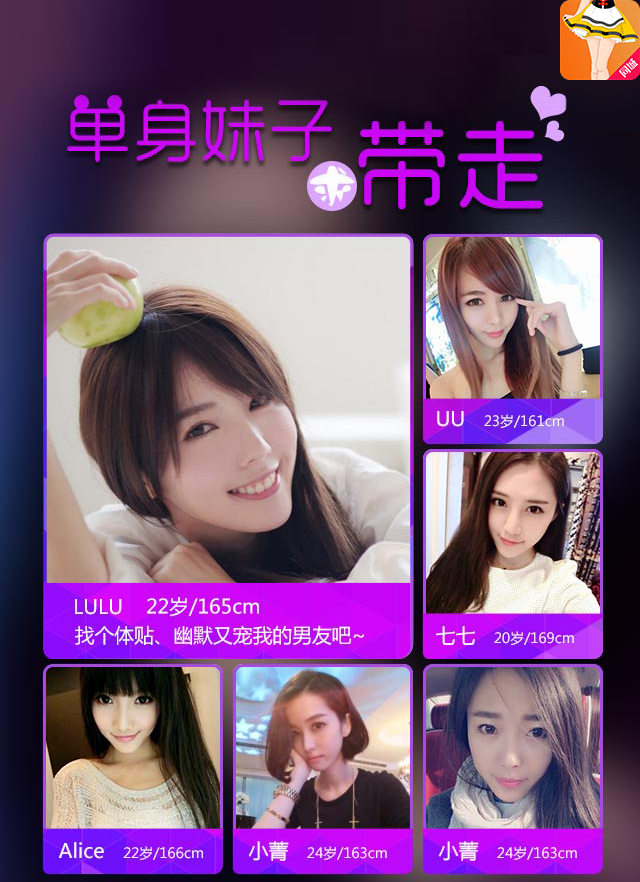 同城
单身妹子
带走
LULU 22岁/165cm
找个体贴、幽默又宠我的男友吧~
UU 23岁/161cm
七七 20岁/169cm
Alice 22岁/166cm
小菁 24岁/163cm
小菁 24岁/163cm